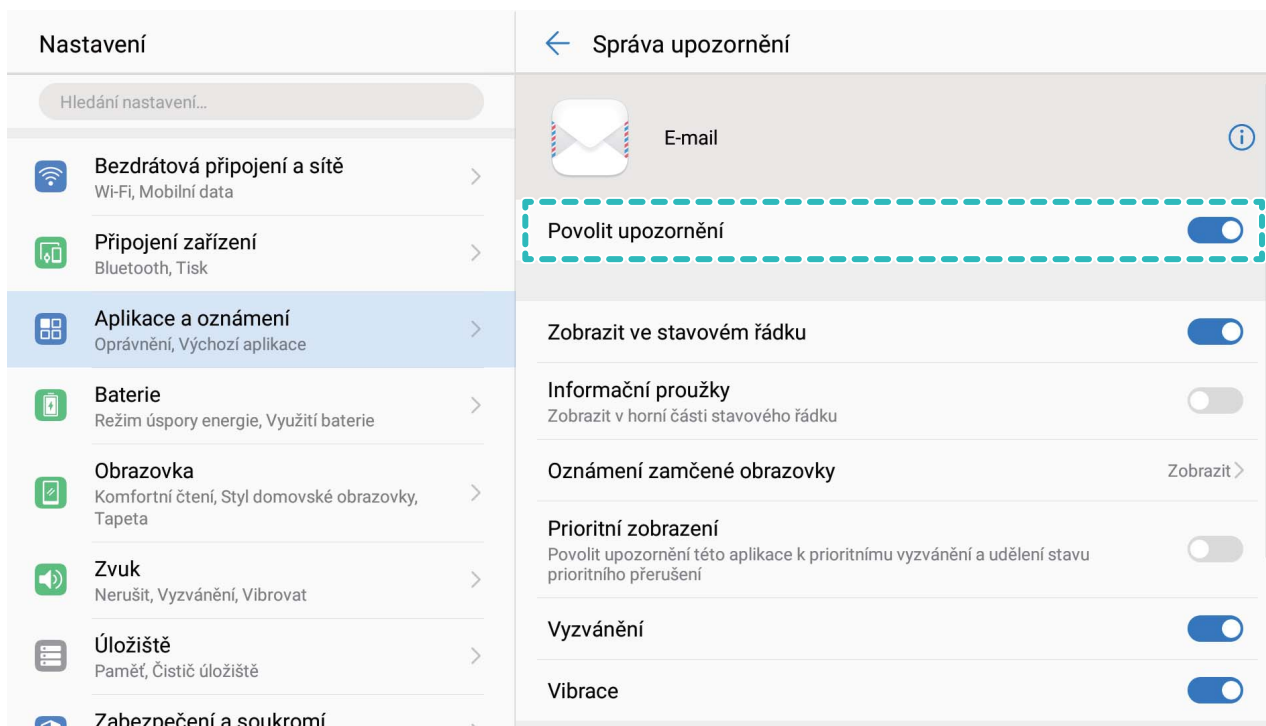 Nastavení
Hledání nastavení...
Bezdrátová připojení a sítě
Wi-Fi, Mobilní data
Připojení zařízení
Bluetooth, Tisk
Aplikace a oznámení
Oprávnění, Výchozí aplikace
Baterie
Režim úspory energie, Využití baterie
Obrazovka
Komfortní čtení, Styl domovské obrazovky,
Tapeta
Zvuk
Nerušit, Vyzvánění, Vibrovat
Úložiště
Paměť, Čistič úložiště
Zabezpečení a soukromí
Správa upozornění
E-mail
Povolit upozornění
Zobrazit ve stavovém řádku
Informační proužky
Zobrazit v horní části stavového řádku
Oznámení zamčené obrazovky
Zobrazit
Prioritní zobrazení
Povolit upozornění této aplikace k prioritnímu vyzvánění a udělení stavu
prioritního přerušení
Vyzvánění
Vibrace